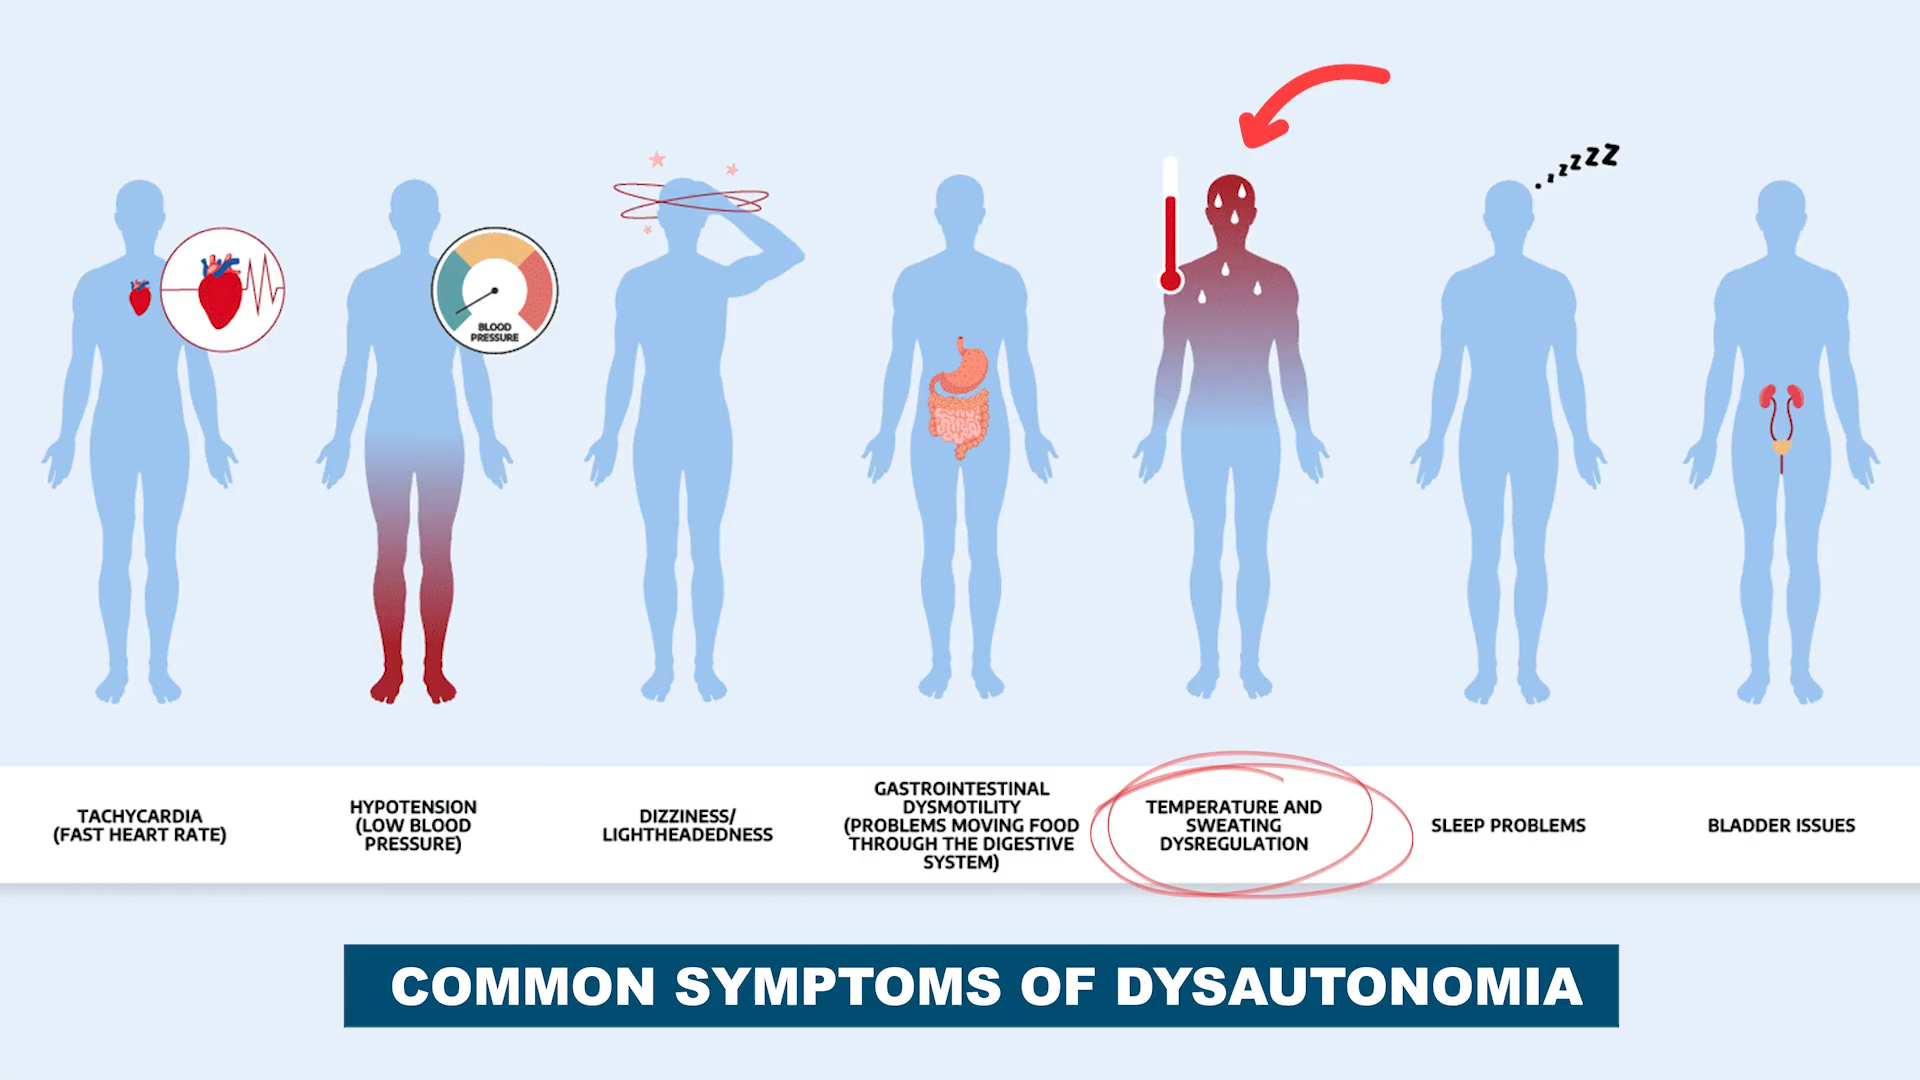 zzzzzz
BLOOD
PRESSURE
TACHYCARDIA
(FAST HEART RATE)
HYPOTENSION
(LOW BLOOD
PRESSURE)
DIZZINESS/
LIGHTHEADEDNESS
GASTROINTESTINAL
DYSMOTILITY
(PROBLEMS MOVING FOOD
THROUGH THE DIGESTIVE
SYSTEM)
TEMPERATURE AND
SWEATING
DYSREGULATION
SLEEP PROBLEMS
BLADDER ISSUES
COMMON SYMPTOMS OF DYSAUTONOMIA